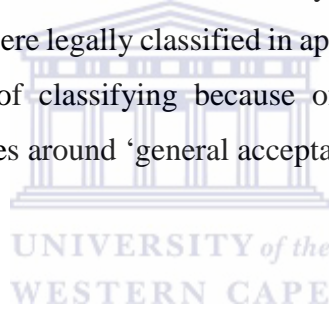 ere legally classified in ap
of classifying because o
es around ‘general accepta
UNIVERSITY of the
WESTERN CAPE